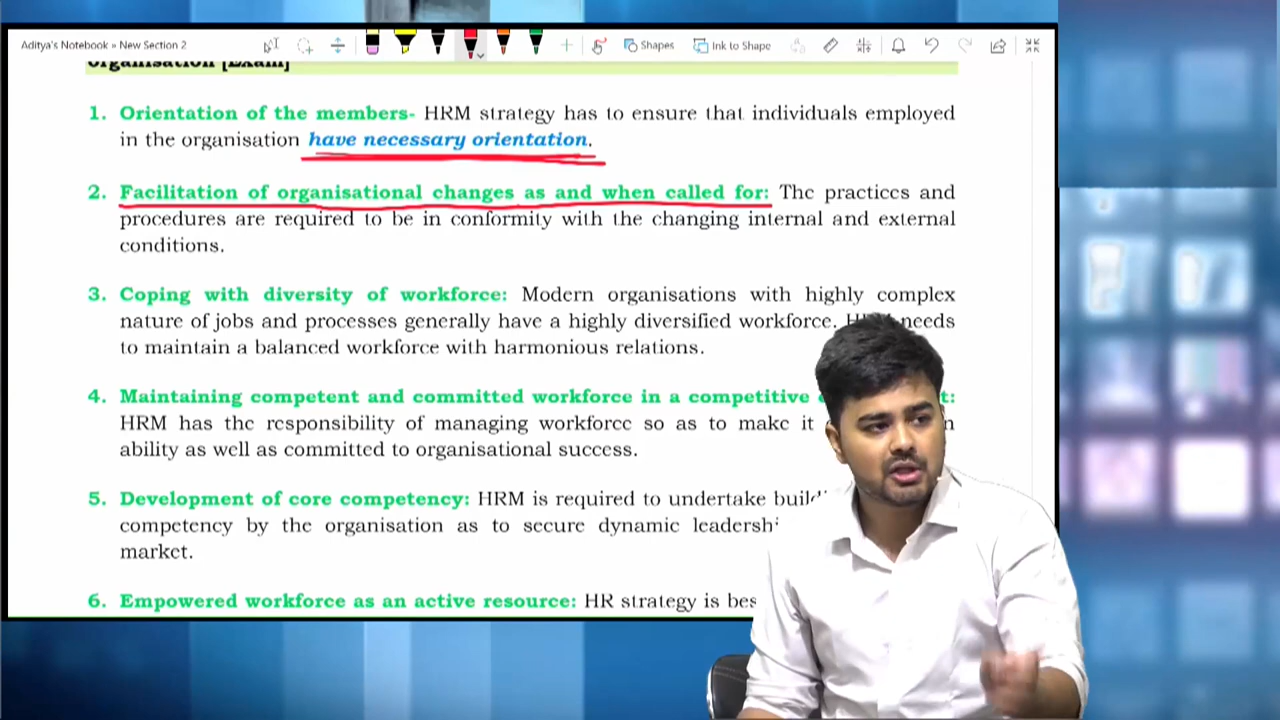 Aditya's Notebook » New Section 2
Shapes
Ink to Shape
organisation [Exam]
1. Orientation of the members- HRM strategy has to ensure that individuals employed
in the organisation have necessary orientation.
2. Facilitation of organisational changes as and when called for: The practices and
procedures are required to be in conformity with the changing internal and external
conditions.
3. Coping with diversity of workforce: Modern organisations with highly complex
nature of jobs and processes generally have a highly diversified workforce. needs
to maintain a balanced workforce with harmonious relations.
4. Maintaining competent and committed workforce in a competitive
HRM has the responsibility of managing workforce so as to make it
ability as well as committed to organisational success.
5. Development of core competency: HRM is required to undertake
competency by the organisation as to secure dynamic
market.
6. Empowered workforce as an active resource: HR strategy is